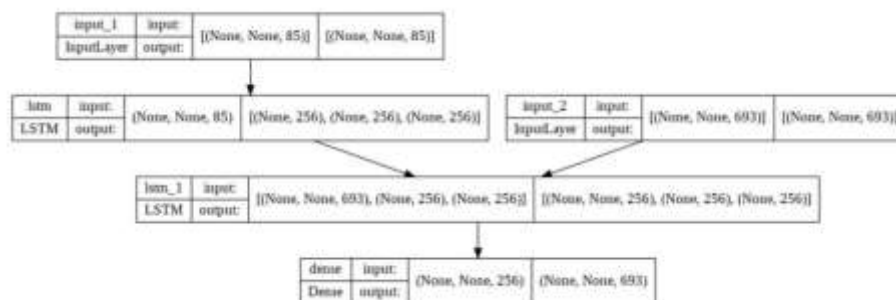 input_1 input: [(None, None, 85)] [(None, None, 85)]
InputLayer output:
lstm input: (None, None, 85) [(None, 256), (None, 256), (None, 256)]
LSTM output:
input_2 input: [(None, None, 693)] [(None, None, 693)]
InputLayer output:
lstm_1 input: [(None, None, 693), (None, 256), (None, 256)] [(None, None, 256), (None, 256), (None, 256)]
LSTM output:
dense input: (None, None, 256) (None, None, 693)
Dense output: